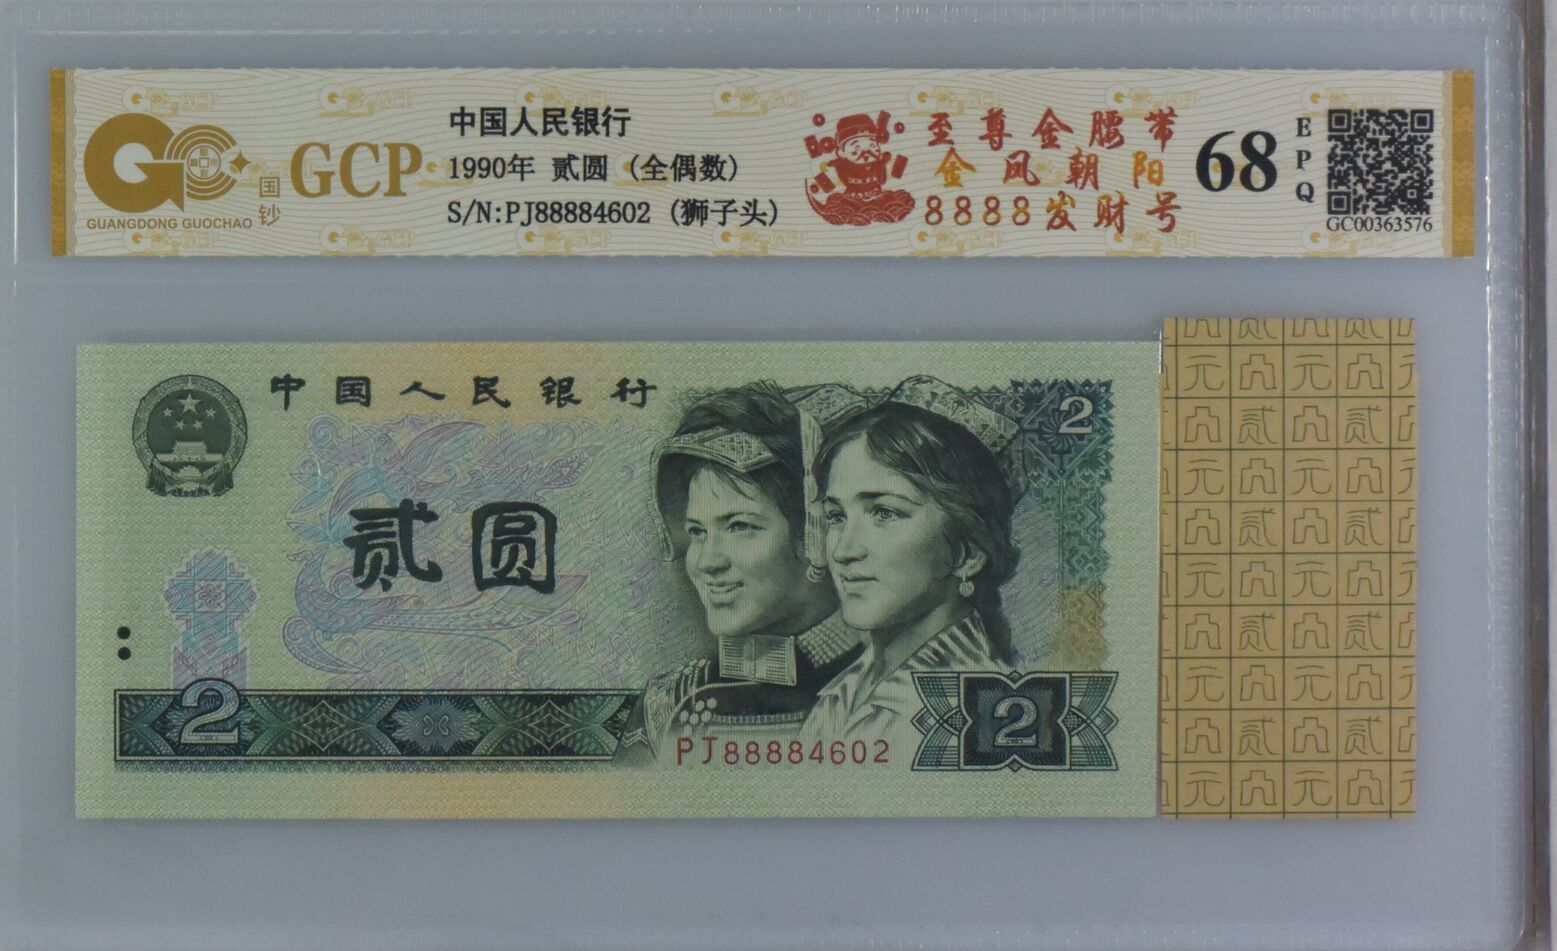 GC
国钞
GUANGDONG GUOCHAO
GCP
中国人民银行
1990年 贰圆 (全偶数)
S/N:PJ88884602 (狮子头)
至尊金腰带
金凤朝阳
8888发财号
68
EPQ
GC00363576
中国人民银行
2
贰圆
2
PJ88884602
2